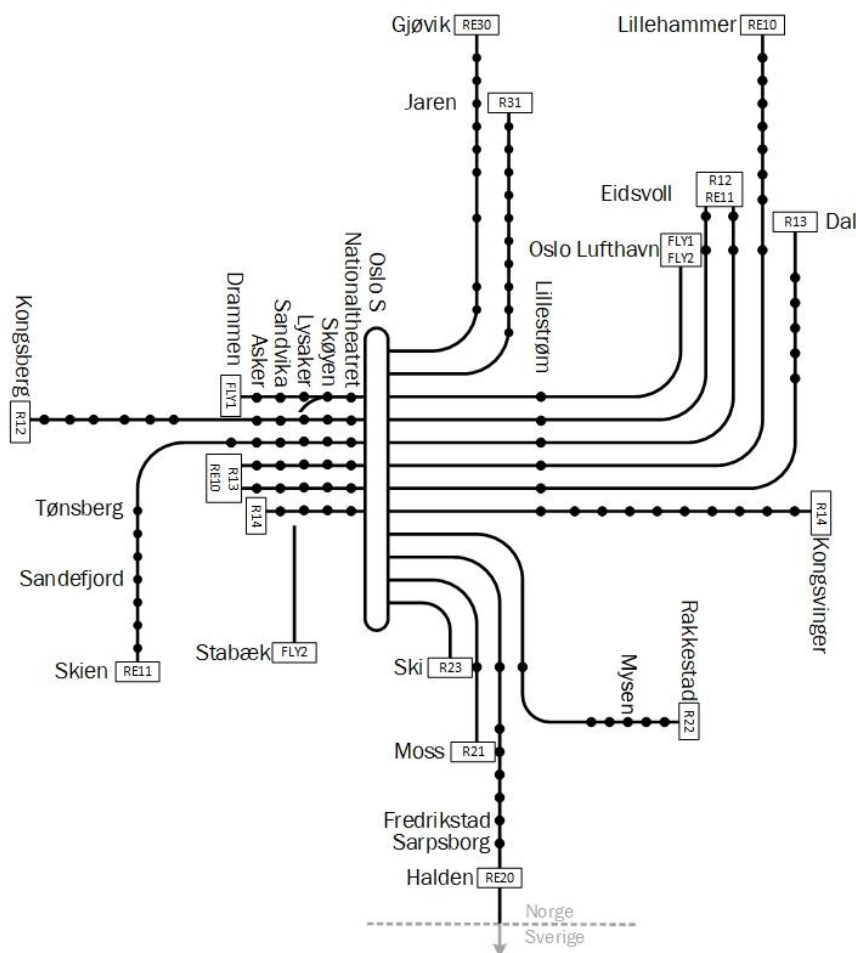 Gjøvik
RE30
Lillehammer
RE10
Jaren
R31
Eidsvoll
R12
RE11
R13
Dal
Oslo Lufthavn
FLY1
FLY2
Kongsberg
R12
Drammen
FLY1
Asker
Sandvika
Lysaker
Skøyen
Nationaltheatret
Oslo S
Lillestrøm
R13
RE10
R14
R14
Kongsvinger
Tønsberg
Sandefjord
Skien
RE11
Stabæk
FLY2
Ski
R23
Mysen
Rakkestad
R22
Moss
R21
Fredrikstad
Sarpsborg
Halden
RE20
Norge
Sverige